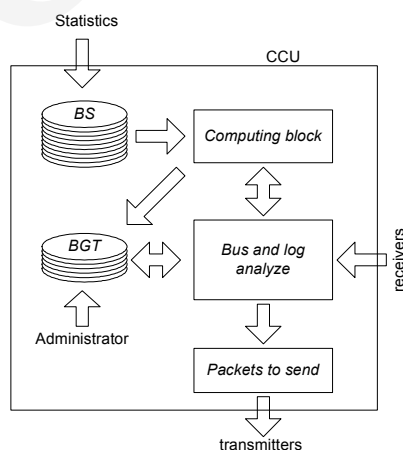 Statistics
CCU
BS
Computing block
BGT
Bus and log
analyze
receivers
Administrator
Packets to send
transmitters